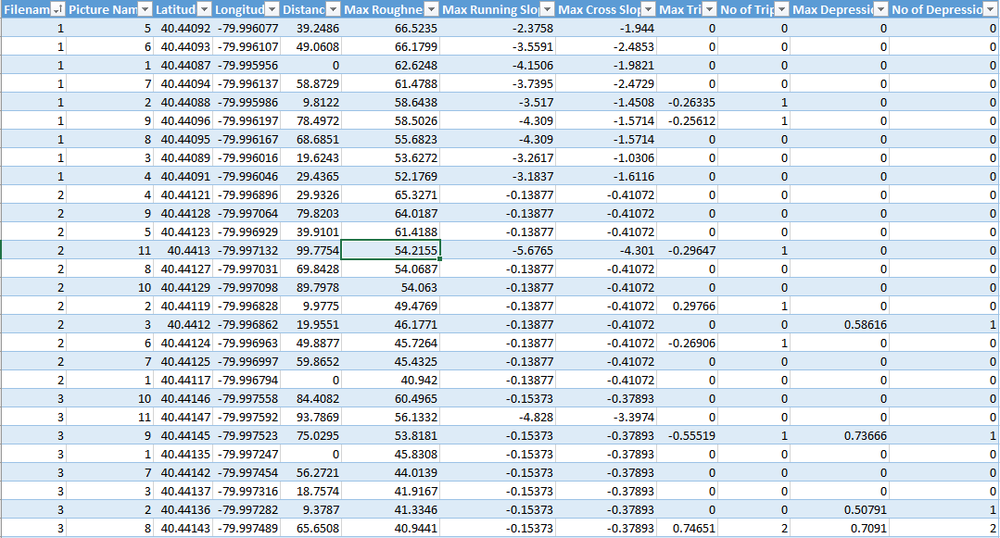 Filenam Picture Nam Latitud Longitud Distanc Max Roughne Max Running Slo Max Cross Slop Max Tri No of Trip Max Depressi No of Depressio
1 5 40.44092 -79.996077 39.2486 66.5235 -2.3758 -1.944 0 0 0 0
1 6 40.44093 -79.996107 49.0608 66.1799 -3.5591 -2.4853 0 0 0 0
1 1 40.44087 -79.995956 0 62.6248 -4.1506 -1.9821 0 0 0 0
1 7 40.44094 -79.996137 58.8729 61.4788 -3.7395 -2.4729 0 0 0 0
1 2 40.44088 -79.995986 9.8122 58.6438 -3.517 -1.4508 -0.26335 1 0 0
1 9 40.44096 -79.996197 78.4972 58.5026 -4.309 -1.5714 -0.25612 1 0 0
1 8 40.44095 -79.996167 68.6851 55.6823 -4.309 -1.5714 0 0 0 0
1 3 40.44089 -79.996016 19.6243 53.6272 -3.2617 -1.0306 0 0 0 0
1 4 40.44091 -79.996046 29.4365 52.1769 -3.1837 -1.6116 0 0 0 0
2 4 40.44121 -79.996896 29.9326 65.3271 -0.13877 -0.41072 0 0 0 0
2 9 40.44128 -79.997064 79.8203 64.0187 -0.13877 -0.41072 0 0 0 0
2 5 40.44123 -79.996929 39.9101 61.4188 -0.13877 -0.41072 0 0 0 0
2 11 40.4413 -79.997132 99.7754 54.2155 -5.6765 -4.301 -0.29647 1 0 0
2 8 40.44127 -79.997031 69.8428 54.0687 -0.13877 -0.41072 0 0 0 0
2 10 40.44129 -79.997098 89.7978 54.063 -0.13877 -0.41072 0 0 0 0
2 2 40.44119 -79.996828 9.9775 49.4769 -0.13877 -0.41072 0.29766 1 0 0
2 3 40.4412 -79.996862 19.9551 46.1771 -0.13877 -0.41072 0 0 0.58616 1
2 6 40.44124 -79.996963 49.8877 45.7264 -0.13877 -0.41072 -0.26906 1 0 0
2 7 40.44125 -79.996997 59.8652 45.4325 -0.13877 -0.41072 0 0 0 0
2 1 40.44117 -79.996794 0 40.942 -0.13877 -0.41072 0 0 0 0
3 10 40.44146 -79.997558 84.4082 60.4965 -0.15373 -0.37893 0 0 0 0
3 11 40.44147 -79.997592 93.7869 56.1332 -4.828 -3.3974 0 0 0 0
3 9 40.44145 -79.997523 75.0295 53.8181 -0.15373 -0.37893 -0.55519 1 0.73666 1
3 1 40.44135 -79.997247 0 45.8308 -0.15373 -0.37893 0 0 0 0
3 7 40.44142 -79.997454 56.2721 44.0139 -0.15373 -0.37893 0 0 0 0
3 3 40.44137 -79.997316 18.7574 41.9167 -0.15373 -0.37893 0 0 0 0
3 2 40.44136 -79.997282 9.3787 41.3346 -0.15373 -0.37893 0 0 0.50791 1
3 8 40.44143 -79.997489 65.6508 40.9441 -0.15373 -0.37893 0.74651 2 0.7091 2